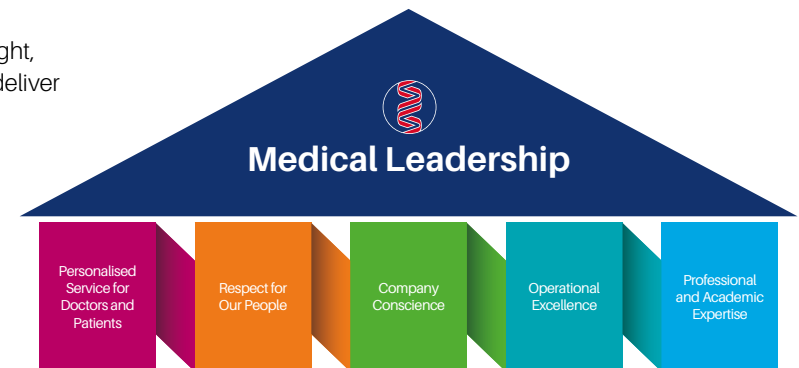 ght,
deliver
Medical Leadership
Personalised
Service for
Doctors and
Patients
Respect for
Our People
Company
Conscience
Operational
Excellence
Professional
and Academic
Expertise